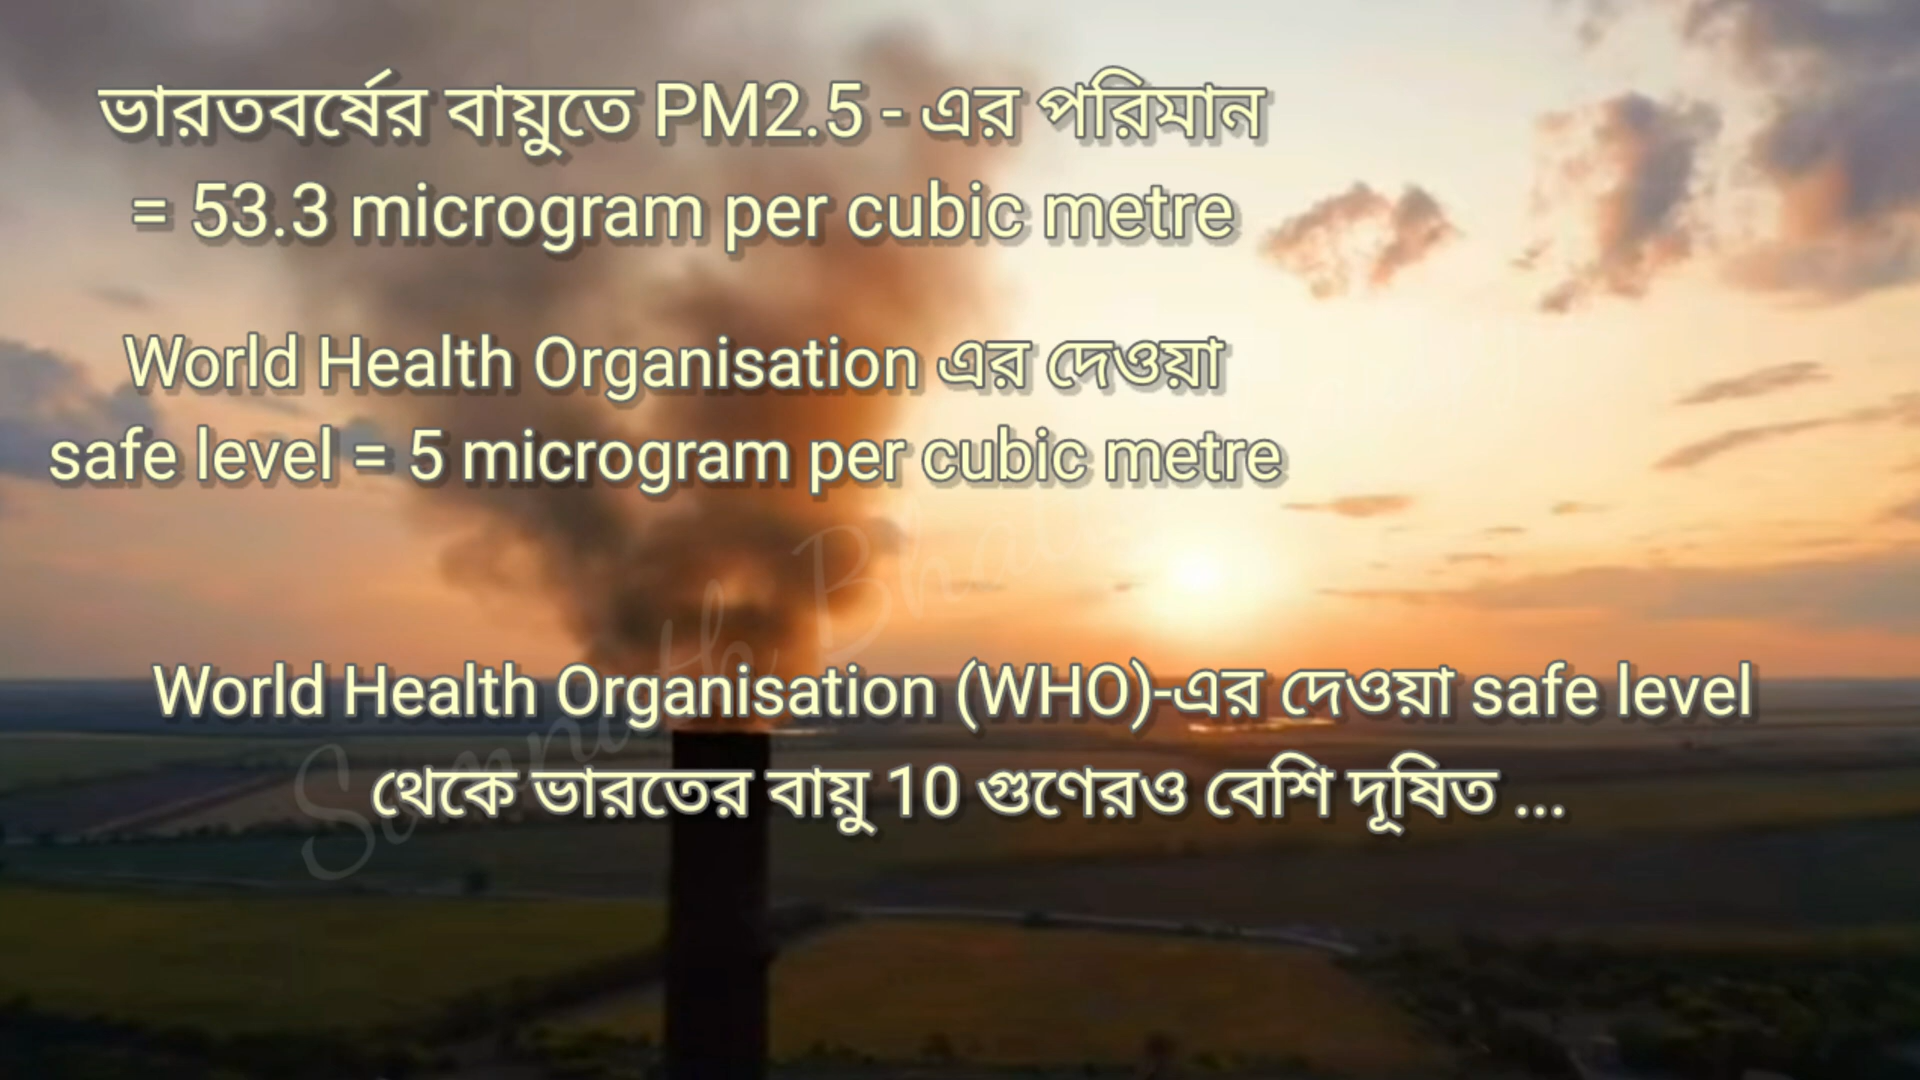 ভারতবর্ষের বায়ুতে PM2.5 - এর পরিমান
= 53.3 microgram per cubic metre
World Health Organisation এর দেওয়া
safe level = 5 microgram per cubic metre
World Health Organisation (WHO)-এর দেওয়া safe level
থেকে ভারতের বায়ু 10 গুণেরও বেশি দূষিত ...